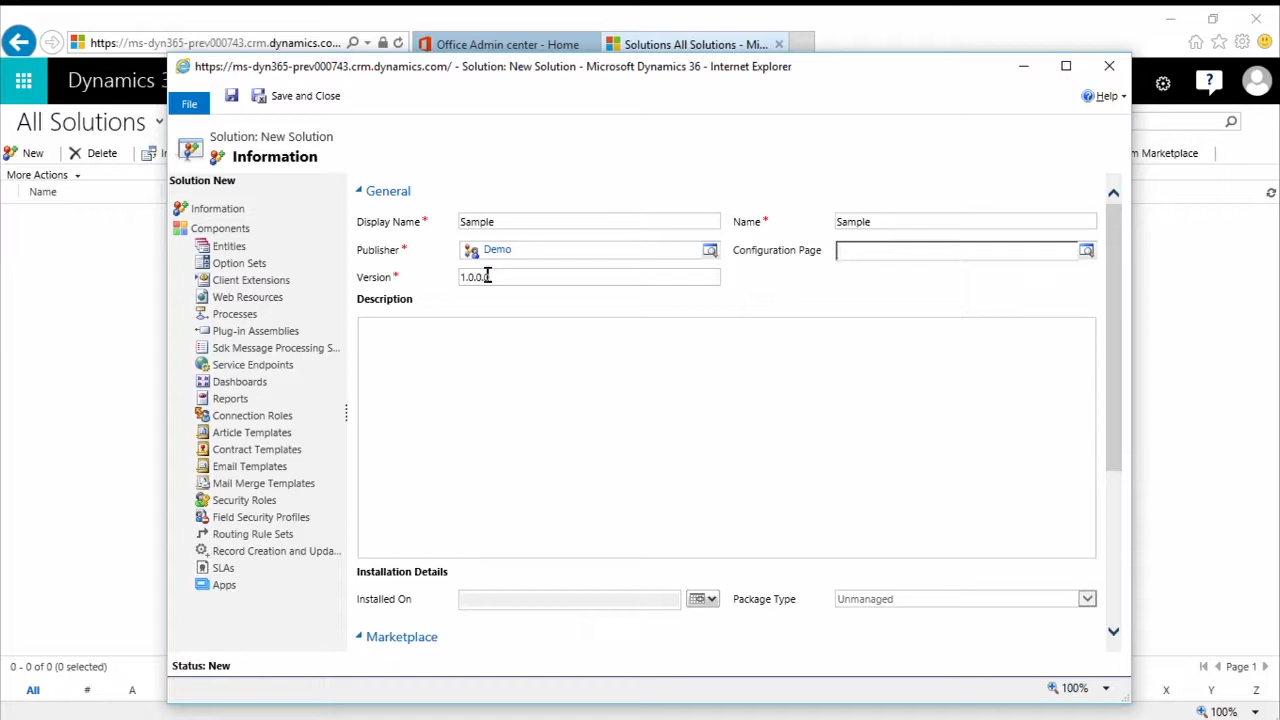 https://ms-dyn365-prev000743.crm.dynamics.co...
Office Admin center - Home
Solutions All Solutions - Mi...
https://ms-dyn365-prev000743.crm.dynamics.com/ - Solution: New Solution - Microsoft Dynamics 36 - Internet Explorer
Dynamics 3
File
Save and Close
Help
All Solutions
Solution: New Solution
Information
New
Delete
m Marketplace
More Actions
Name
Solution New
Information
Components
Entities
Option Sets
Client Extensions
Web Resources
Processes
Plug-in Assemblies
Sdk Message Processing S...
Service Endpoints
Dashboards
Reports
Connection Roles
Article Templates
Contract Templates
Email Templates
Mail Merge Templates
Security Roles
Field Security Profiles
Routing Rule Sets
Record Creation and Upda...
SLAs
Apps
General
Display Name * Sample Name * Sample
Publisher * Demo Configuration Page
Version *
Description
Installation Details
Installed On Package Type Unmanaged
Marketplace
Status: New
100%
0 - 0 of 0 (0 selected)
Page 1
All # A X Y Z
100%